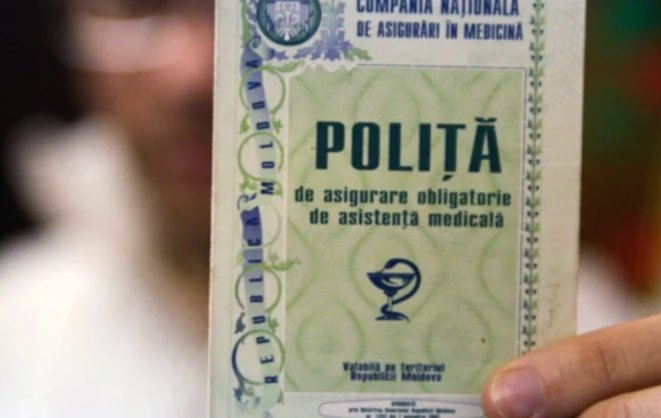 COMPANIA NAȚIONALĂ
DE ASIGURĂRI ÎN MEDICINĂ
REPUBLICA MOLDOVA
POLIȚĂ
de asigurare obligatorie
de asistență medicală
Valabilă pe teritoriul
Republicii Moldova
APROBATĂ